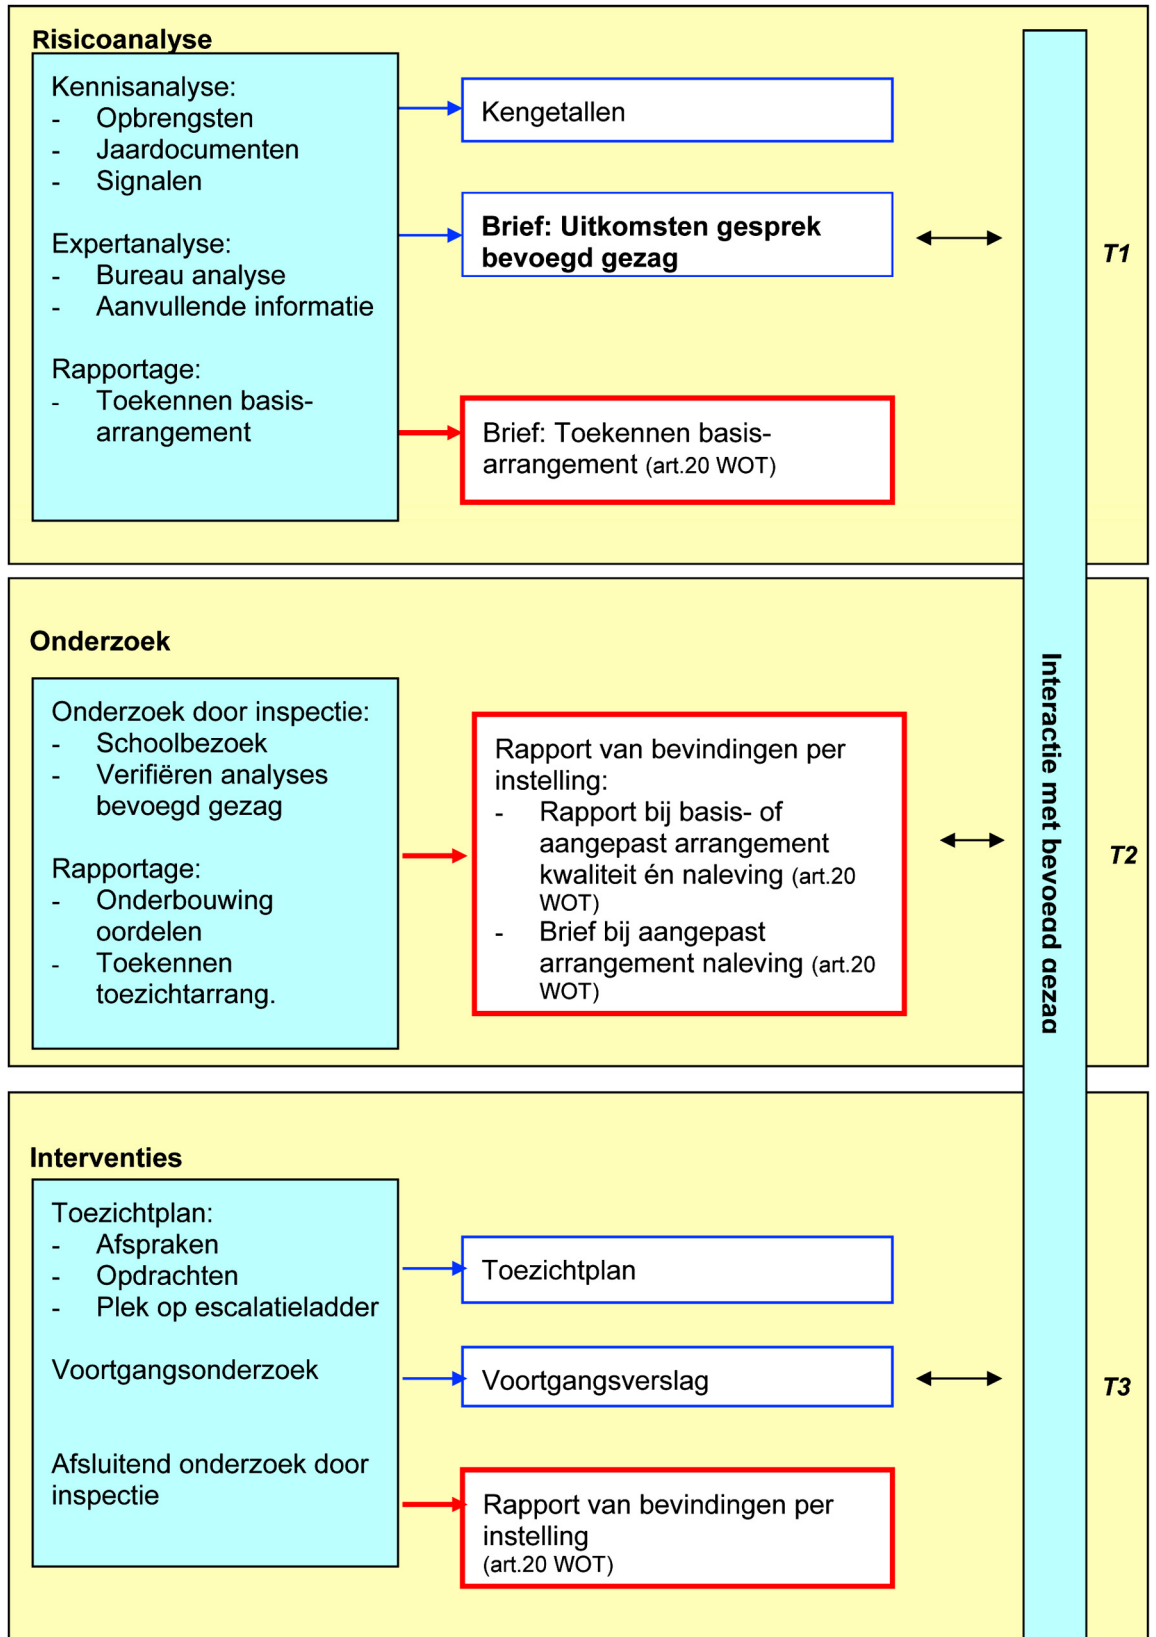 Risicoanalyse
Kennisanalyse:
- Opbrengsten
- Jaardocumenten
- Signalen
Expertanalyse:
- Bureau analyse
- Aanvullende informatie
Rapportage:
- Toekennen basis-
arrangement
Kengetallen
Brief: Uitkomsten gesprek
bevoegd gezag
Brief: Toekennen basis-
arrangement (art.20 WOT)
T1
Onderzoek
Onderzoek door inspectie:
- Schoolbezoek
- Verifiëren analyses
bevoegd gezag
Rapportage:
- Onderbouwing
oordelen
- Toekennen
toezichtarrang.
Rapport van bevindingen per
instelling:
- Rapport bij basis- of
aangepast arrangement
kwaliteit én naleving (art.20
WOT)
- Brief bij aangepast
arrangement naleving (art.20
WOT)
Interactie met bevoegd gezag
T2
Interventies
Toezichtplan:
- Afspraken
- Opdrachten
- Plek op escalatieladder
Voortgangsonderzoek
Afsluitend onderzoek door
inspectie
Toezichtplan
Voortgangsverslag
Rapport van bevindingen per
instelling
(art.20 WOT)
T3